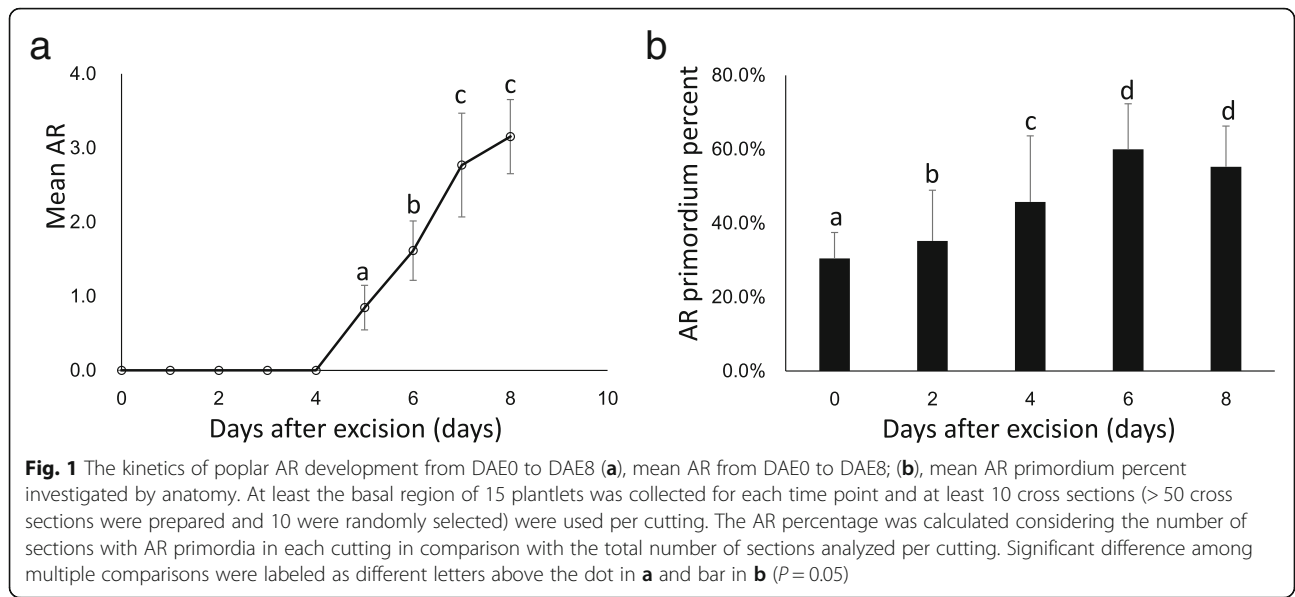 a
4.0
3.0
2.0
1.0
0.0
Mean AR
a
b
c
c
0 2 4 6 8 10
Days after excision (days)
b
80.0%
60.0%
40.0%
20.0%
0.0%
AR primordium percent
a
b
c
d
d
0 2 4 6 8
Days after excision (days)
Fig. 1 The kinetics of poplar AR development from DAE0 to DAE8 (a), mean AR from DAE0 to DAE8; (b), mean AR primordium percent
investigated by anatomy. At least the basal region of 15 plantlets was collected for each time point and at least 10 cross sections (> 50 cross
sections were prepared and 10 were randomly selected) were used per cutting. The AR percentage was calculated considering the number of
sections with AR primordia in each cutting in comparison with the total number of sections analyzed per cutting. Significant difference among
multiple comparisons were labeled as different letters above the dot in a and bar in b (P = 0.05)